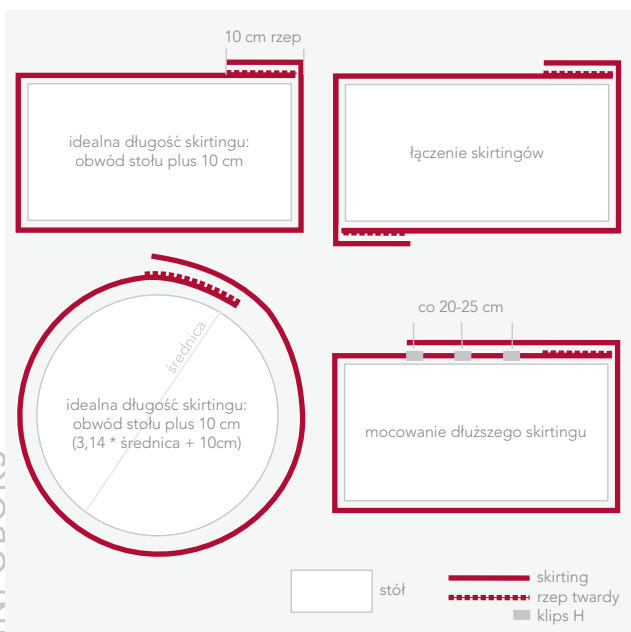 10 cm rzep
idealna długość skirtingu:
obwód stołu plus 10 cm
łączenie skirtingów
średnica
idealna długość skirtingu:
obwód stołu plus 10 cm
(3,14 * średnica + 10cm)
co 20-25 cm
mocowanie dłuższego skirtingu
stół
skirting
rzep twardy
klips H